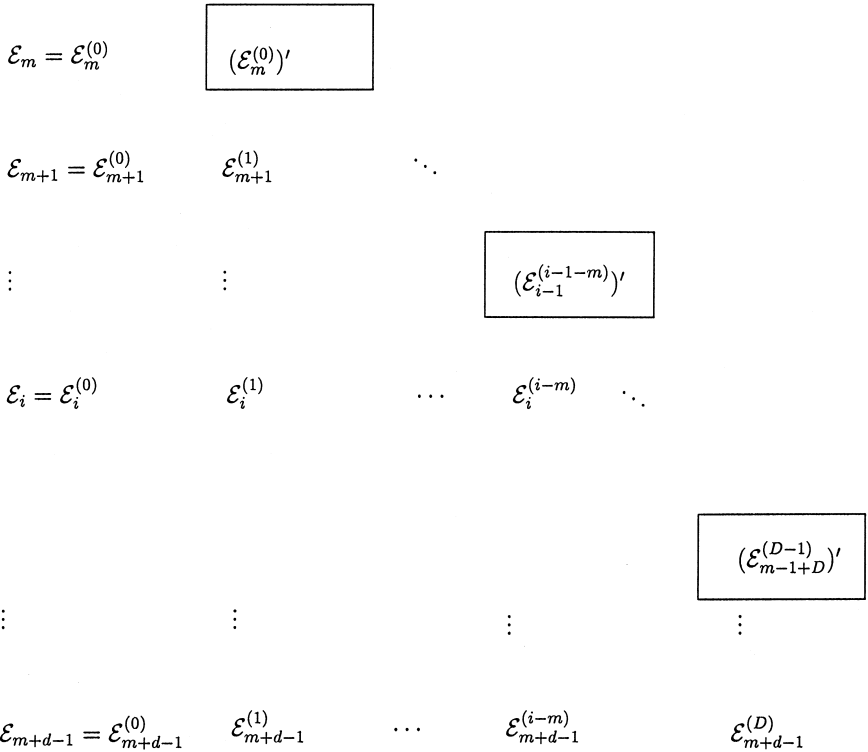 ℰ_m = ℰ_m^{(0)} (ℰ_m^{(0)})′
ℰ_{m+1} = ℰ_{m+1}^{(0)} ℰ_{m+1}^{(1)} ⋱
⋮ ⋮ (ℰ_{i−1}^{(i−1−m)})′
ℰ_i = ℰ_i^{(0)} ℰ_i^{(1)} ⋯ ℰ_i^{(i−m)} ⋱
(ℰ_{m−1+D}^{(D−1)})′
⋮ ⋮ ⋮ ⋮
ℰ_{m+d−1} = ℰ_{m+d−1}^{(0)} ℰ_{m+d−1}^{(1)} ⋯ ℰ_{m+d−1}^{(i−m)} ℰ_{m+d−1}^{(D)}